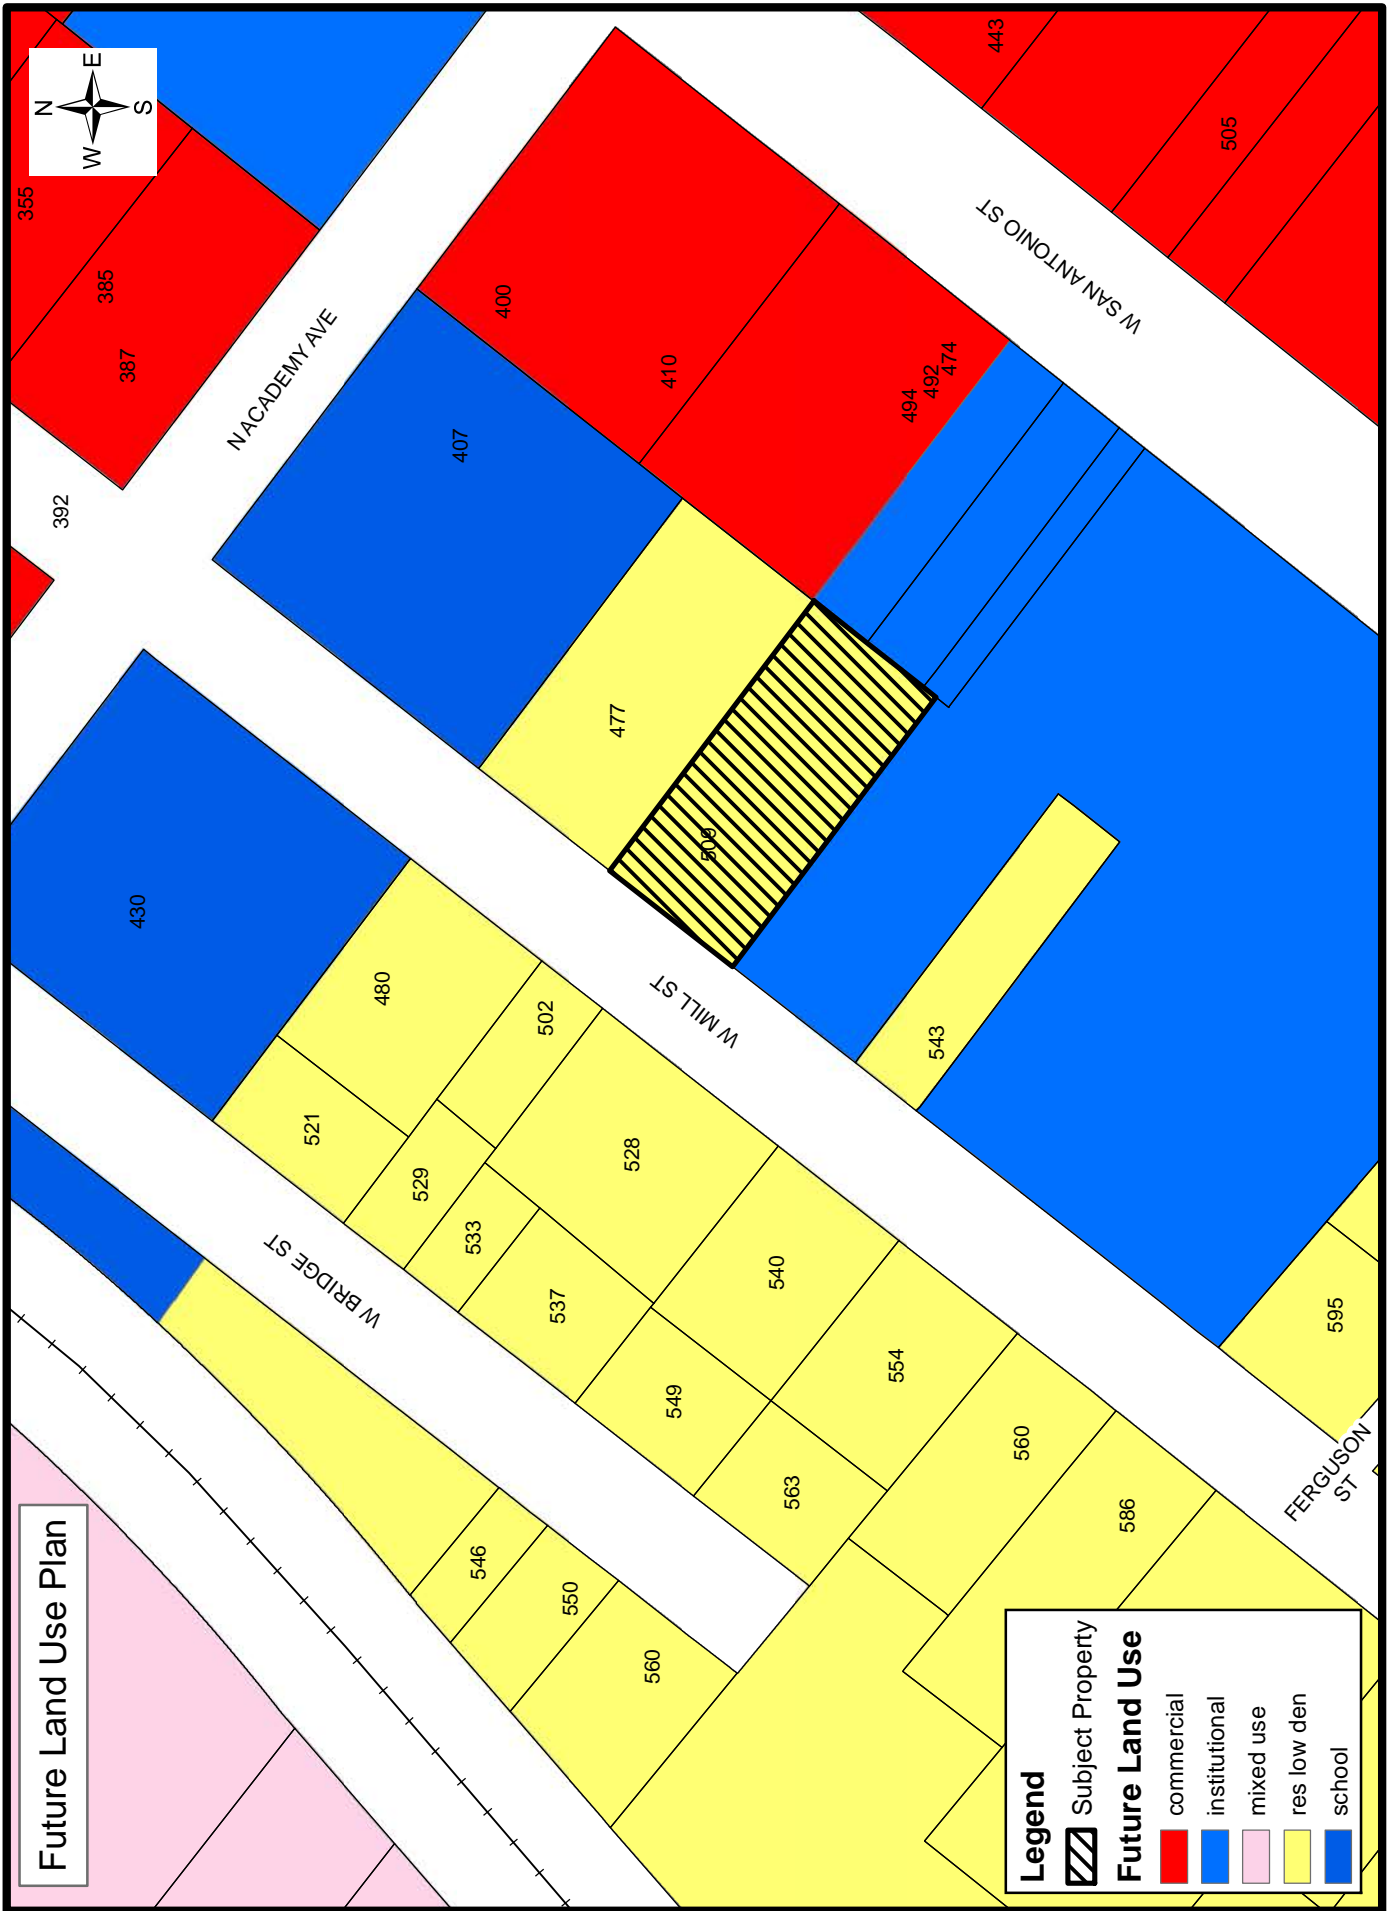 Future Land Use Plan
N
W
E
S
355
385
387
392
443
505
N ACADEMY AVE
400
410
407
494
492
474
W SAN ANTONIO ST
430
477
509
480
502
W MILL ST
521
529
528
543
W BRIDGE ST
533
537
540
549
554
595
546
563
560
550
586
FERGUSON
ST
560
Legend
Subject Property
Future Land Use
commercial
institutional
mixed use
res low den
school